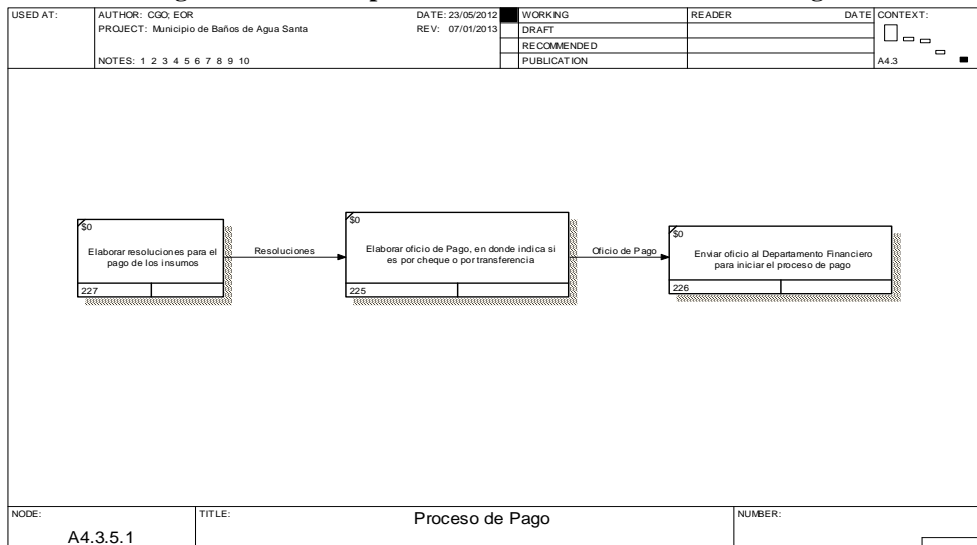 USED AT:
AUTHOR: CGO; EOR
DATE: 23/05/2012
PROJECT: Municipio de Baños de Agua Santa
REV: 07/01/2013
NOTES: 1 2 3 4 5 6 7 8 9 10
WORKING
DRAFT
RECOMMENDED
PUBLICATION
READER
DATE
CONTEXT:
A4.3
$0
Elaborar resoluciones para el
pago de los insumos
227
Resoluciones
$0
Elaborar oficio de Pago, en donde indica si
es por cheque o por transferencia
225
Oficio de Pago
$0
Enviar oficio al Departamento Financiero
para iniciar el proceso de pago
226
NODE:
A4.3.5.1
TITLE:
Proceso de Pago
NUMBER: